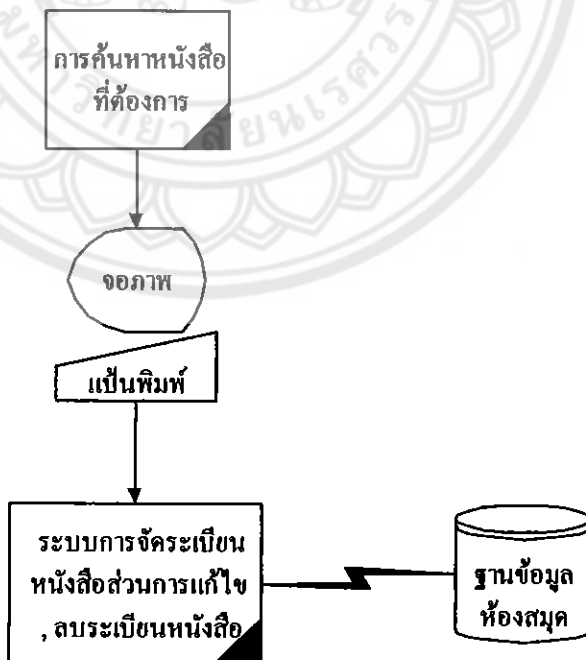 การค้นหาหนังสือ
ที่ต้องการ
จอภาพ
แป้นพิมพ์
ระบบการจัดระเบียน
หนังสือส่วนการแก้ไข
, ลบระเบียนหนังสือ
ฐานข้อมูล
ห้องสมุด